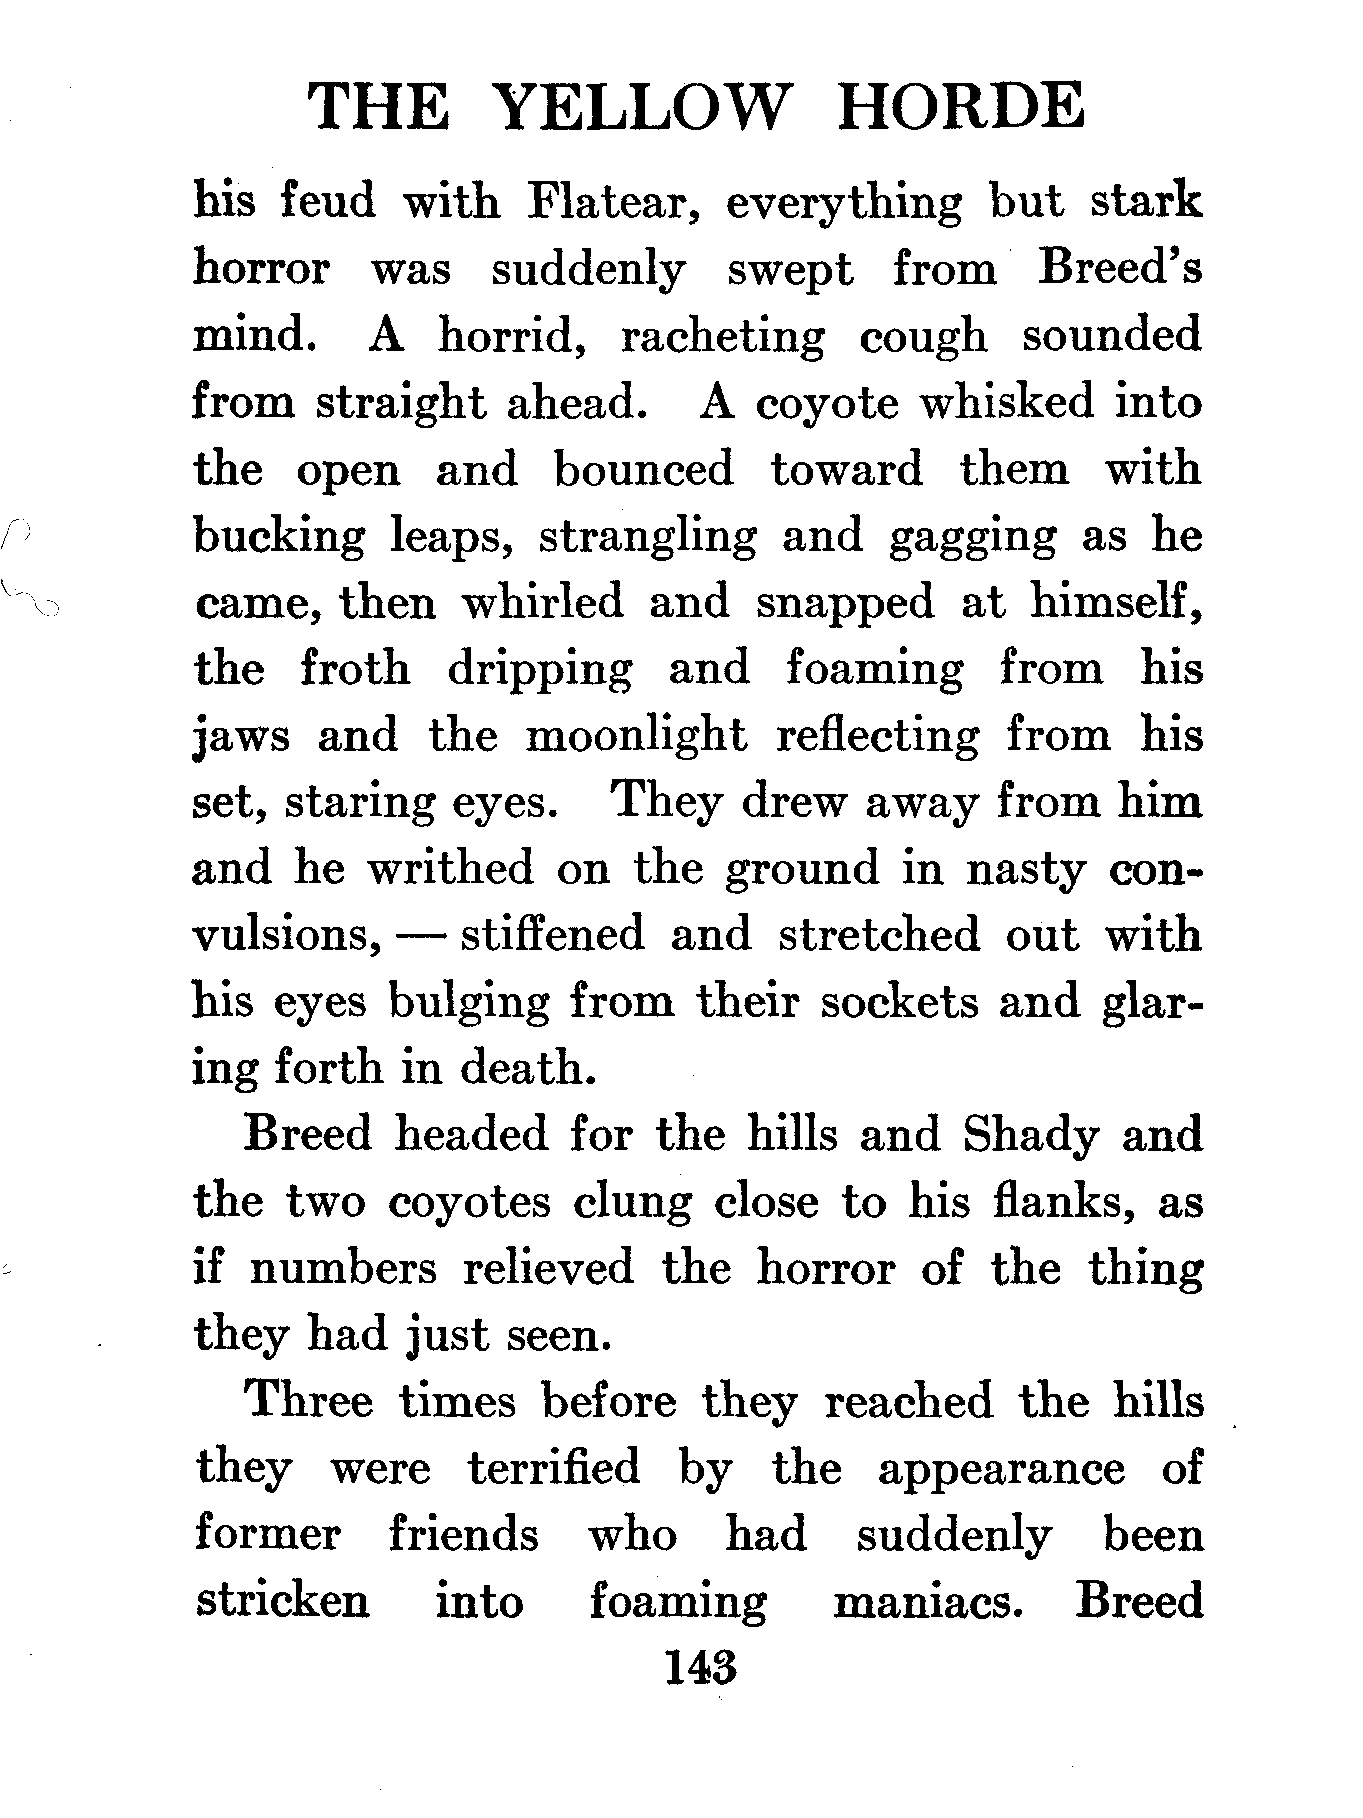 THE YELLOW HORDE
his feud with Flatear, everything but stark
horror was suddenly swept from Breed's
mind. A horrid, racheting cough sounded
from straight ahead. A coyote whisked into
the open and bounced toward them with
bucking leaps, strangling and gagging as he
came, then whirled and snapped at himself,
the froth dripping and foaming from his
jaws and the moonlight reflecting from his
set, staring eyes. They drew away from him
and he writhed on the ground in nasty con-
vulsions, — stiffened and stretched out with
his eyes bulging from their sockets and glar-
ing forth in death.
Breed headed for the hills and Shady and
the two coyotes clung close to his flanks, as
if numbers relieved the horror of the thing
they had just seen.
Three times before they reached the hills
they were terrified by the appearance of
former friends who had suddenly been
stricken into foaming maniacs. Breed
143